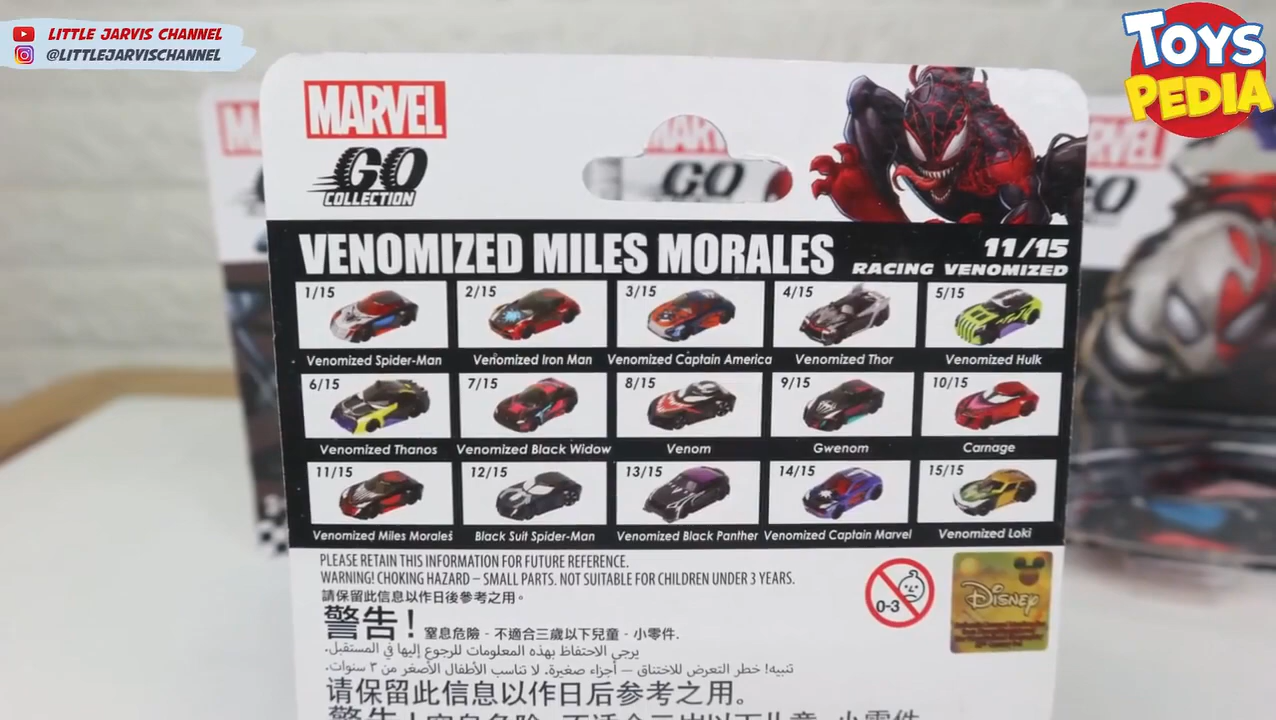 LITTLE JARVIS CHANNEL
@LITTLEJARVISCHANNEL
TOYS
PEDIA
MARVEL
GO
COLLECTION
GO
VENOMIZED MILES MORALES
11/15
RACING VENOMIZED
1/15 2/15 3/15 4/15 5/15
Venomized Spider-Man Venomized Iron Man Venomized Captain America Venomized Thor Venomized Hulk
6/15 7/15 8/15 9/15 10/15
Venomized Thanos Venomized Black Widow Venom Gwenom Carnage
11/15 12/15 13/15 14/15 15/15
Venomized Miles Morales Black Suit Spider-Man Venomized Black Panther Venomized Captain Marvel Venomized Loki
PLEASE RETAIN THIS INFORMATION FOR FUTURE REFERENCE.
WARNING! CHOKING HAZARD – SMALL PARTS. NOT SUITABLE FOR CHILDREN UNDER 3 YEARS.
請保留此信息以作日後參考之用。
警告! 窒息危險 - 不適合三歲以下兒童 - 小零件.
يرجى الاحتفاظ بهذه المعلومات للرجوع إليها في المستقبل.
تنبيه! خطر التعرض للاختناق – أجزاء صغيرة. لا تناسب الأطفال الأصغر من ٣ سنوات.
请保留此信息以作日后参考之用。
0-3
Disney